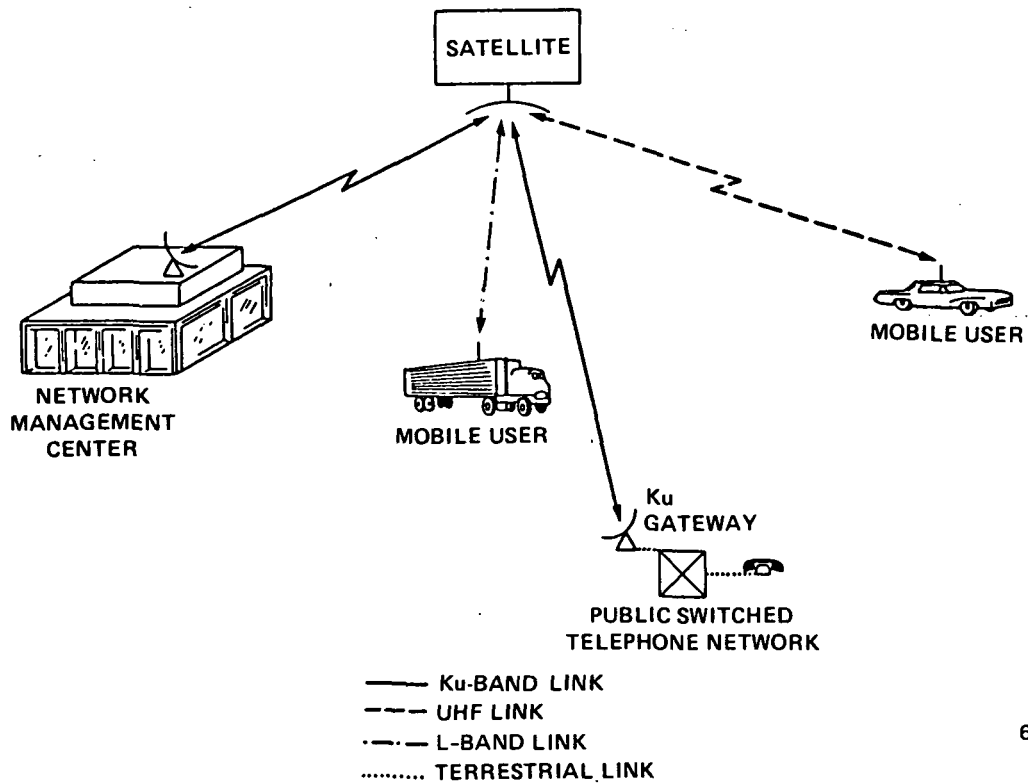 SATELLITE
MOBILE USER
NETWORK
MANAGEMENT
CENTER
MOBILE USER
Ku
GATEWAY
PUBLIC SWITCHED
TELEPHONE NETWORK
Ku-BAND LINK
UHF LINK
L-BAND LINK
TERRESTRIAL LINK
6